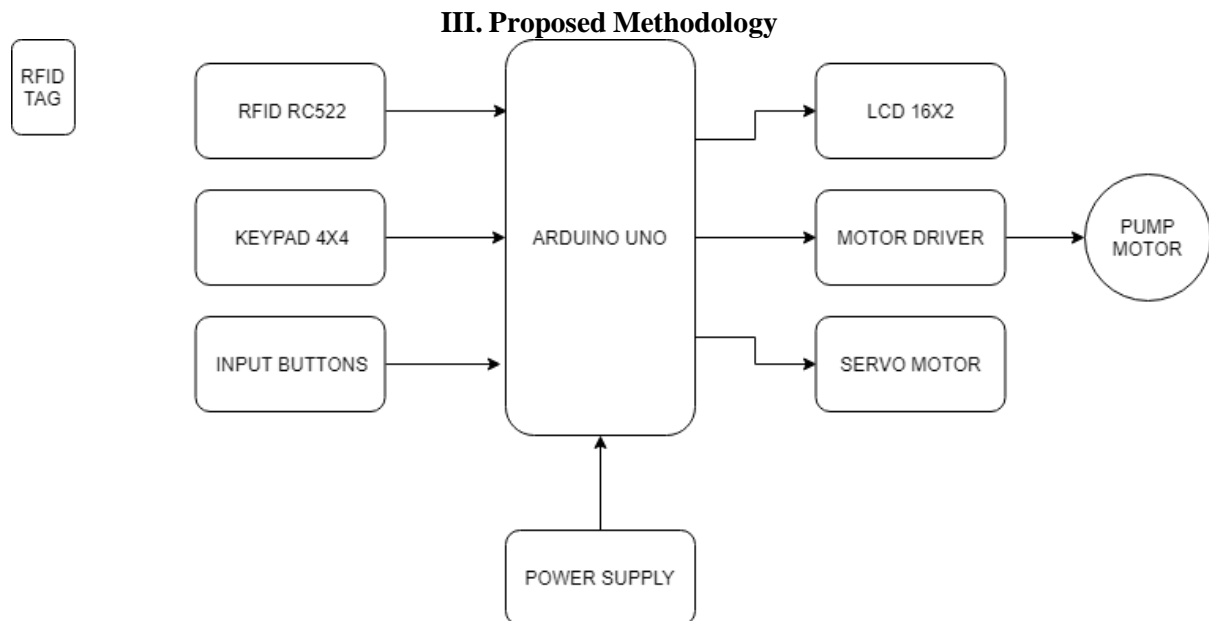 III. Proposed Methodology
RFID
TAG
RFID RC522
LCD 16X2
KEYPAD 4X4
ARDUINO UNO
MOTOR DRIVER
PUMP
MOTOR
INPUT BUTTONS
SERVO MOTOR
POWER SUPPLY